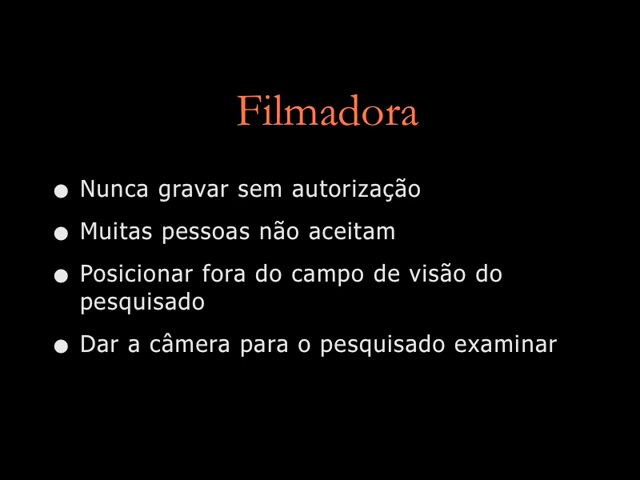 Filmadora
● Nunca gravar sem autorização
● Muitas pessoas não aceitam
● Posicionar fora do campo de visão do
pesquisado
● Dar a câmera para o pesquisado examinar